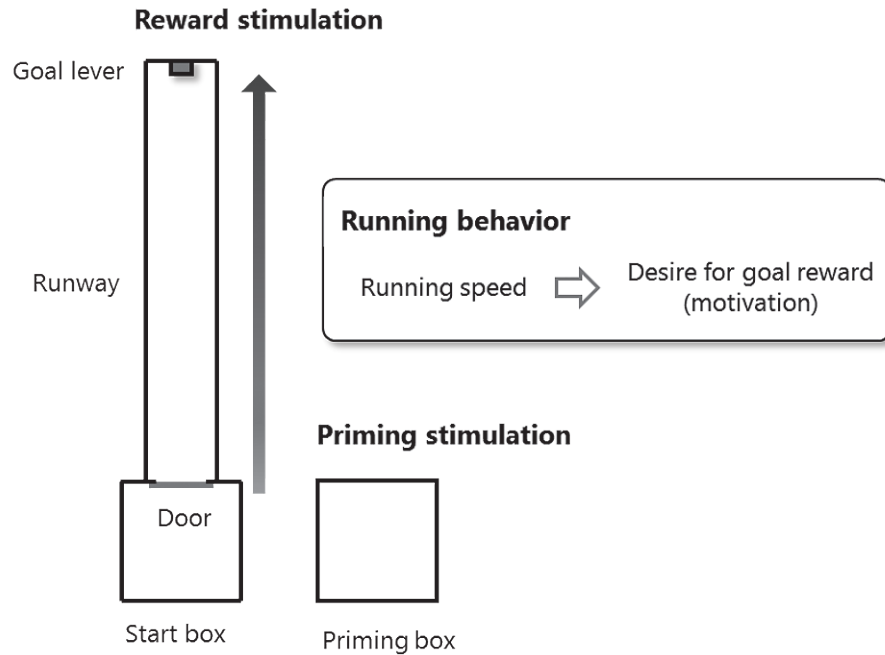 Reward stimulation
Goal lever
Runway
Running behavior
Running speed
Desire for goal reward
(motivation)
Priming stimulation
Door
Start box
Priming box